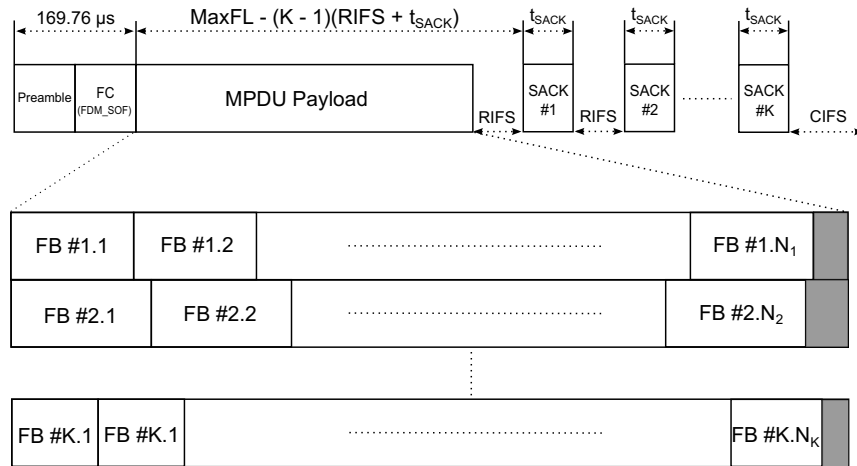 169.76 µs
MaxFL - (K - 1)(RIFS + tSACK)
tSACK
tSACK
tSACK
Preamble
FC
(FDM_SOF)
MPDU Payload
RIFS
SACK
#1
RIFS
SACK
#2
SACK
#K
CIFS
FB #1.1
FB #1.2
FB #1.N1
FB #2.1
FB #2.2
FB #2.N2
FB #K.1
FB #K.1
FB #K.NK